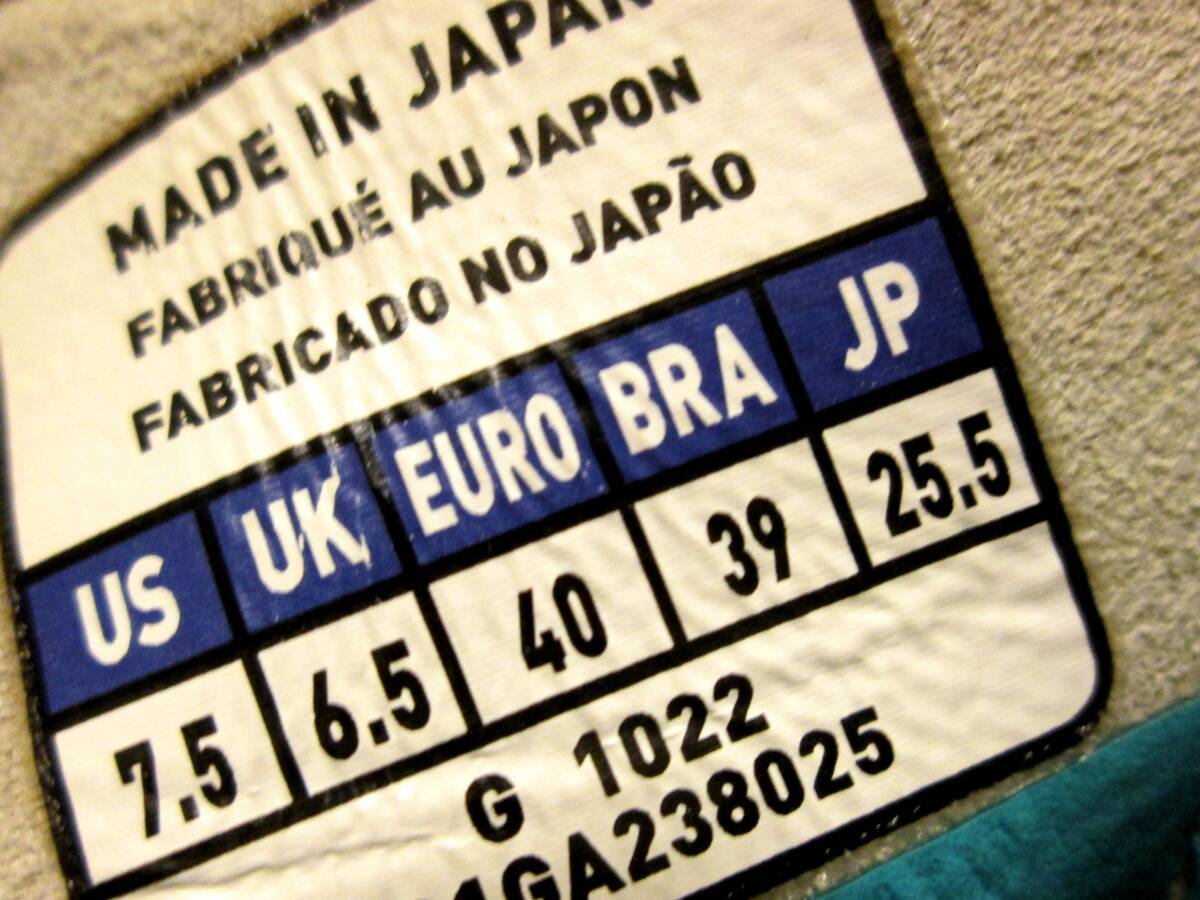 MADE IN JAPAN
FABRIQUÉ AU JAPON
FABRICADO NO JAPÃO
US UK EURO BRA JP
7.5 6.5 40 39 25.5
G 1022
1GA238025